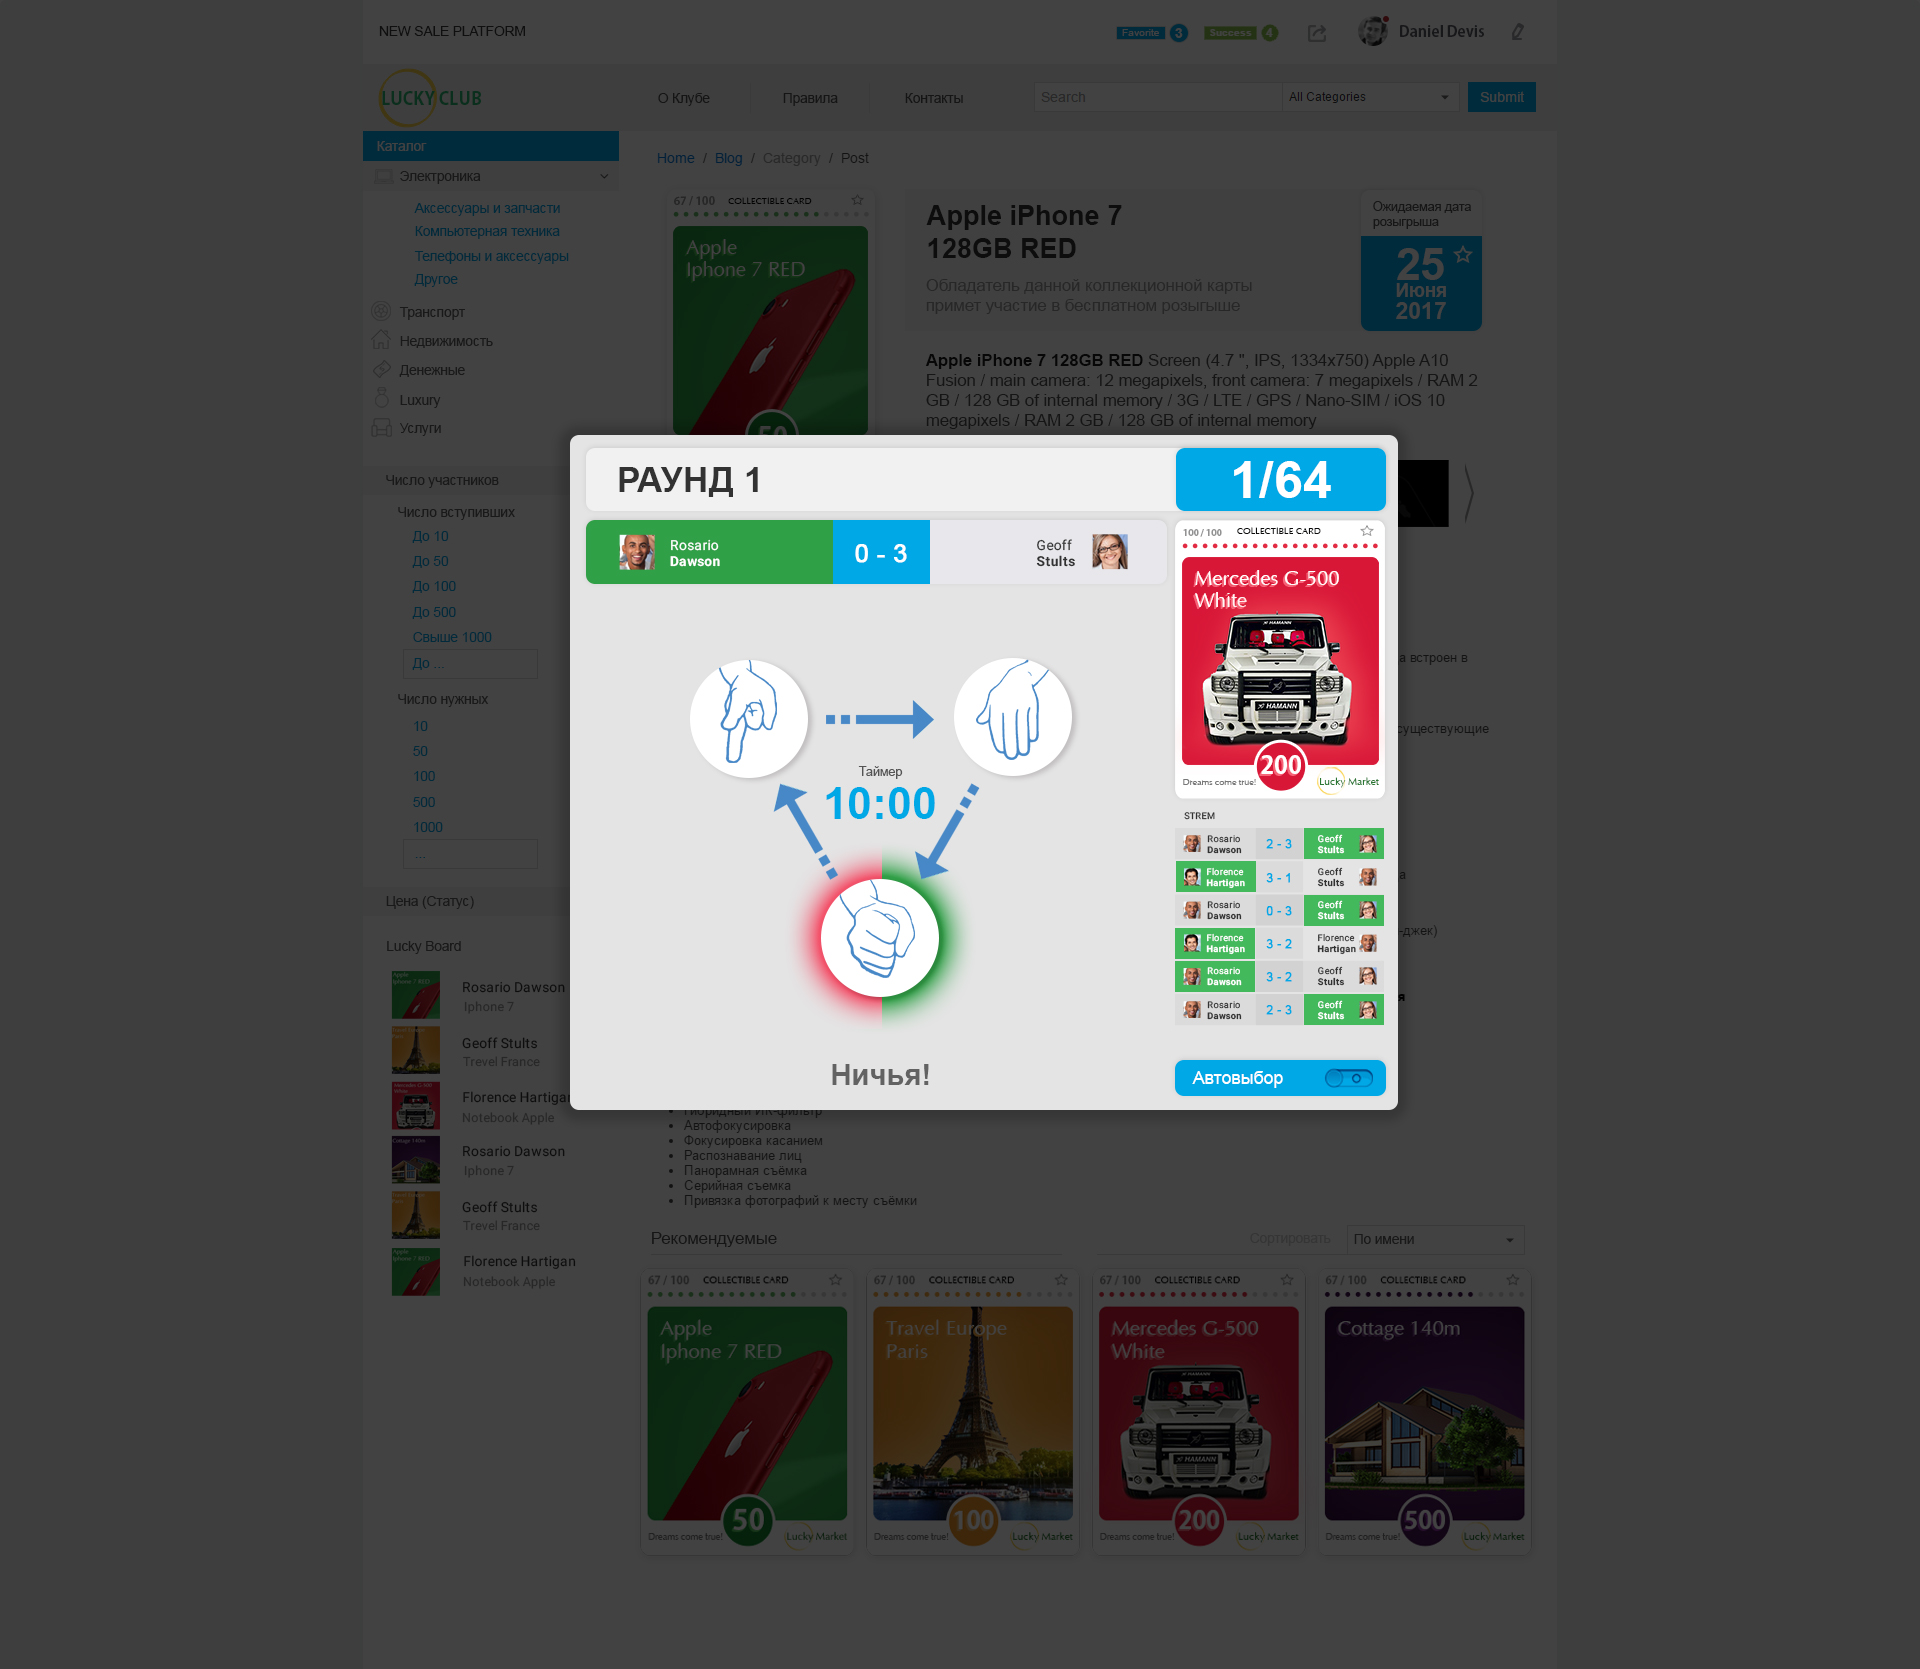 NEW SALE PLATFORM
Favorite 3
Success 4
Daniel Devis
LUCKY CLUB
О Клубе
Правила
Контакты
Search
All Categories
Submit
Каталог
Home / Blog / Category / Post
Электроника
Аксессуары и запчасти
Компьютерная техника
Телефоны и аксессуары
Другое
Транспорт
Недвижимость
Денежные
Luxury
Услуги
67 / 100 COLLECTIBLE CARD
Apple
Iphone 7 RED
50
Apple iPhone 7
128GB RED
Обладатель данной коллекционной карты
примет участие в бесплатном розыгыше
Ожидаемая дата
розыгрыша
25
Июня
2017
Apple iPhone 7 128GB RED Screen (4.7 ", IPS, 1334x750) Apple A10
Fusion / main camera: 12 megapixels, front camera: 7 megapixels / RAM 2
GB / 128 GB of internal memory / 3G / LTE / GPS / Nano-SIM / iOS 10
megapixels / RAM 2 GB / 128 GB of internal memory
Число участников
Число вступивших
До 10
До 50
До 100
До 500
Свыше 1000
До ...
Число нужных
10
50
100
500
1000
...
Цена (Статус)
Lucky Board
Rosario Dawson
Iphone 7
Geoff Stults
Trevel France
Florence Hartigan
Notebook Apple
Rosario Dawson
Iphone 7
Geoff Stults
Trevel France
Florence Hartigan
Notebook Apple
РАУНД 1
1/64
Rosario
Dawson
0 - 3
Geoff
Stults
Таймер
10:00
Ничья!
100 / 100 COLLECTIBLE CARD
Mercedes G-500
White
HAMANN
HAMANN
200
Dreams come true!
Lucky Market
STREM
Rosario
Dawson
2 - 3
Geoff
Stults
Florence
Hartigan
3 - 1
Geoff
Stults
Rosario
Dawson
0 - 3
Geoff
Stults
Florence
Hartigan
3 - 2
Florence
Hartigan
Rosario
Dawson
3 - 2
Geoff
Stults
Rosario
Dawson
2 - 3
Geoff
Stults
Автовыбор
а встроен в
существующие
а
-джек)
я
Гибридный ИК-фильтр
Автофокусировка
Фокусировка касанием
Распознавание лиц
Панорамная съёмка
Серийная съемка
Привязка фотографий к месту съёмки
Рекомендуемые
Сортировать
По имени
67 / 100 COLLECTIBLE CARD
Apple
Iphone 7 RED
50
Dreams come true!
Lucky Market
67 / 100 COLLECTIBLE CARD
Travel Europe
Paris
100
Dreams come true!
Lucky Market
67 / 100 COLLECTIBLE CARD
Mercedes G-500
White
HAMANN
200
Dreams come true!
Lucky Market
67 / 100 COLLECTIBLE CARD
Cottage 140m
500
Dreams come true!
Lucky Market